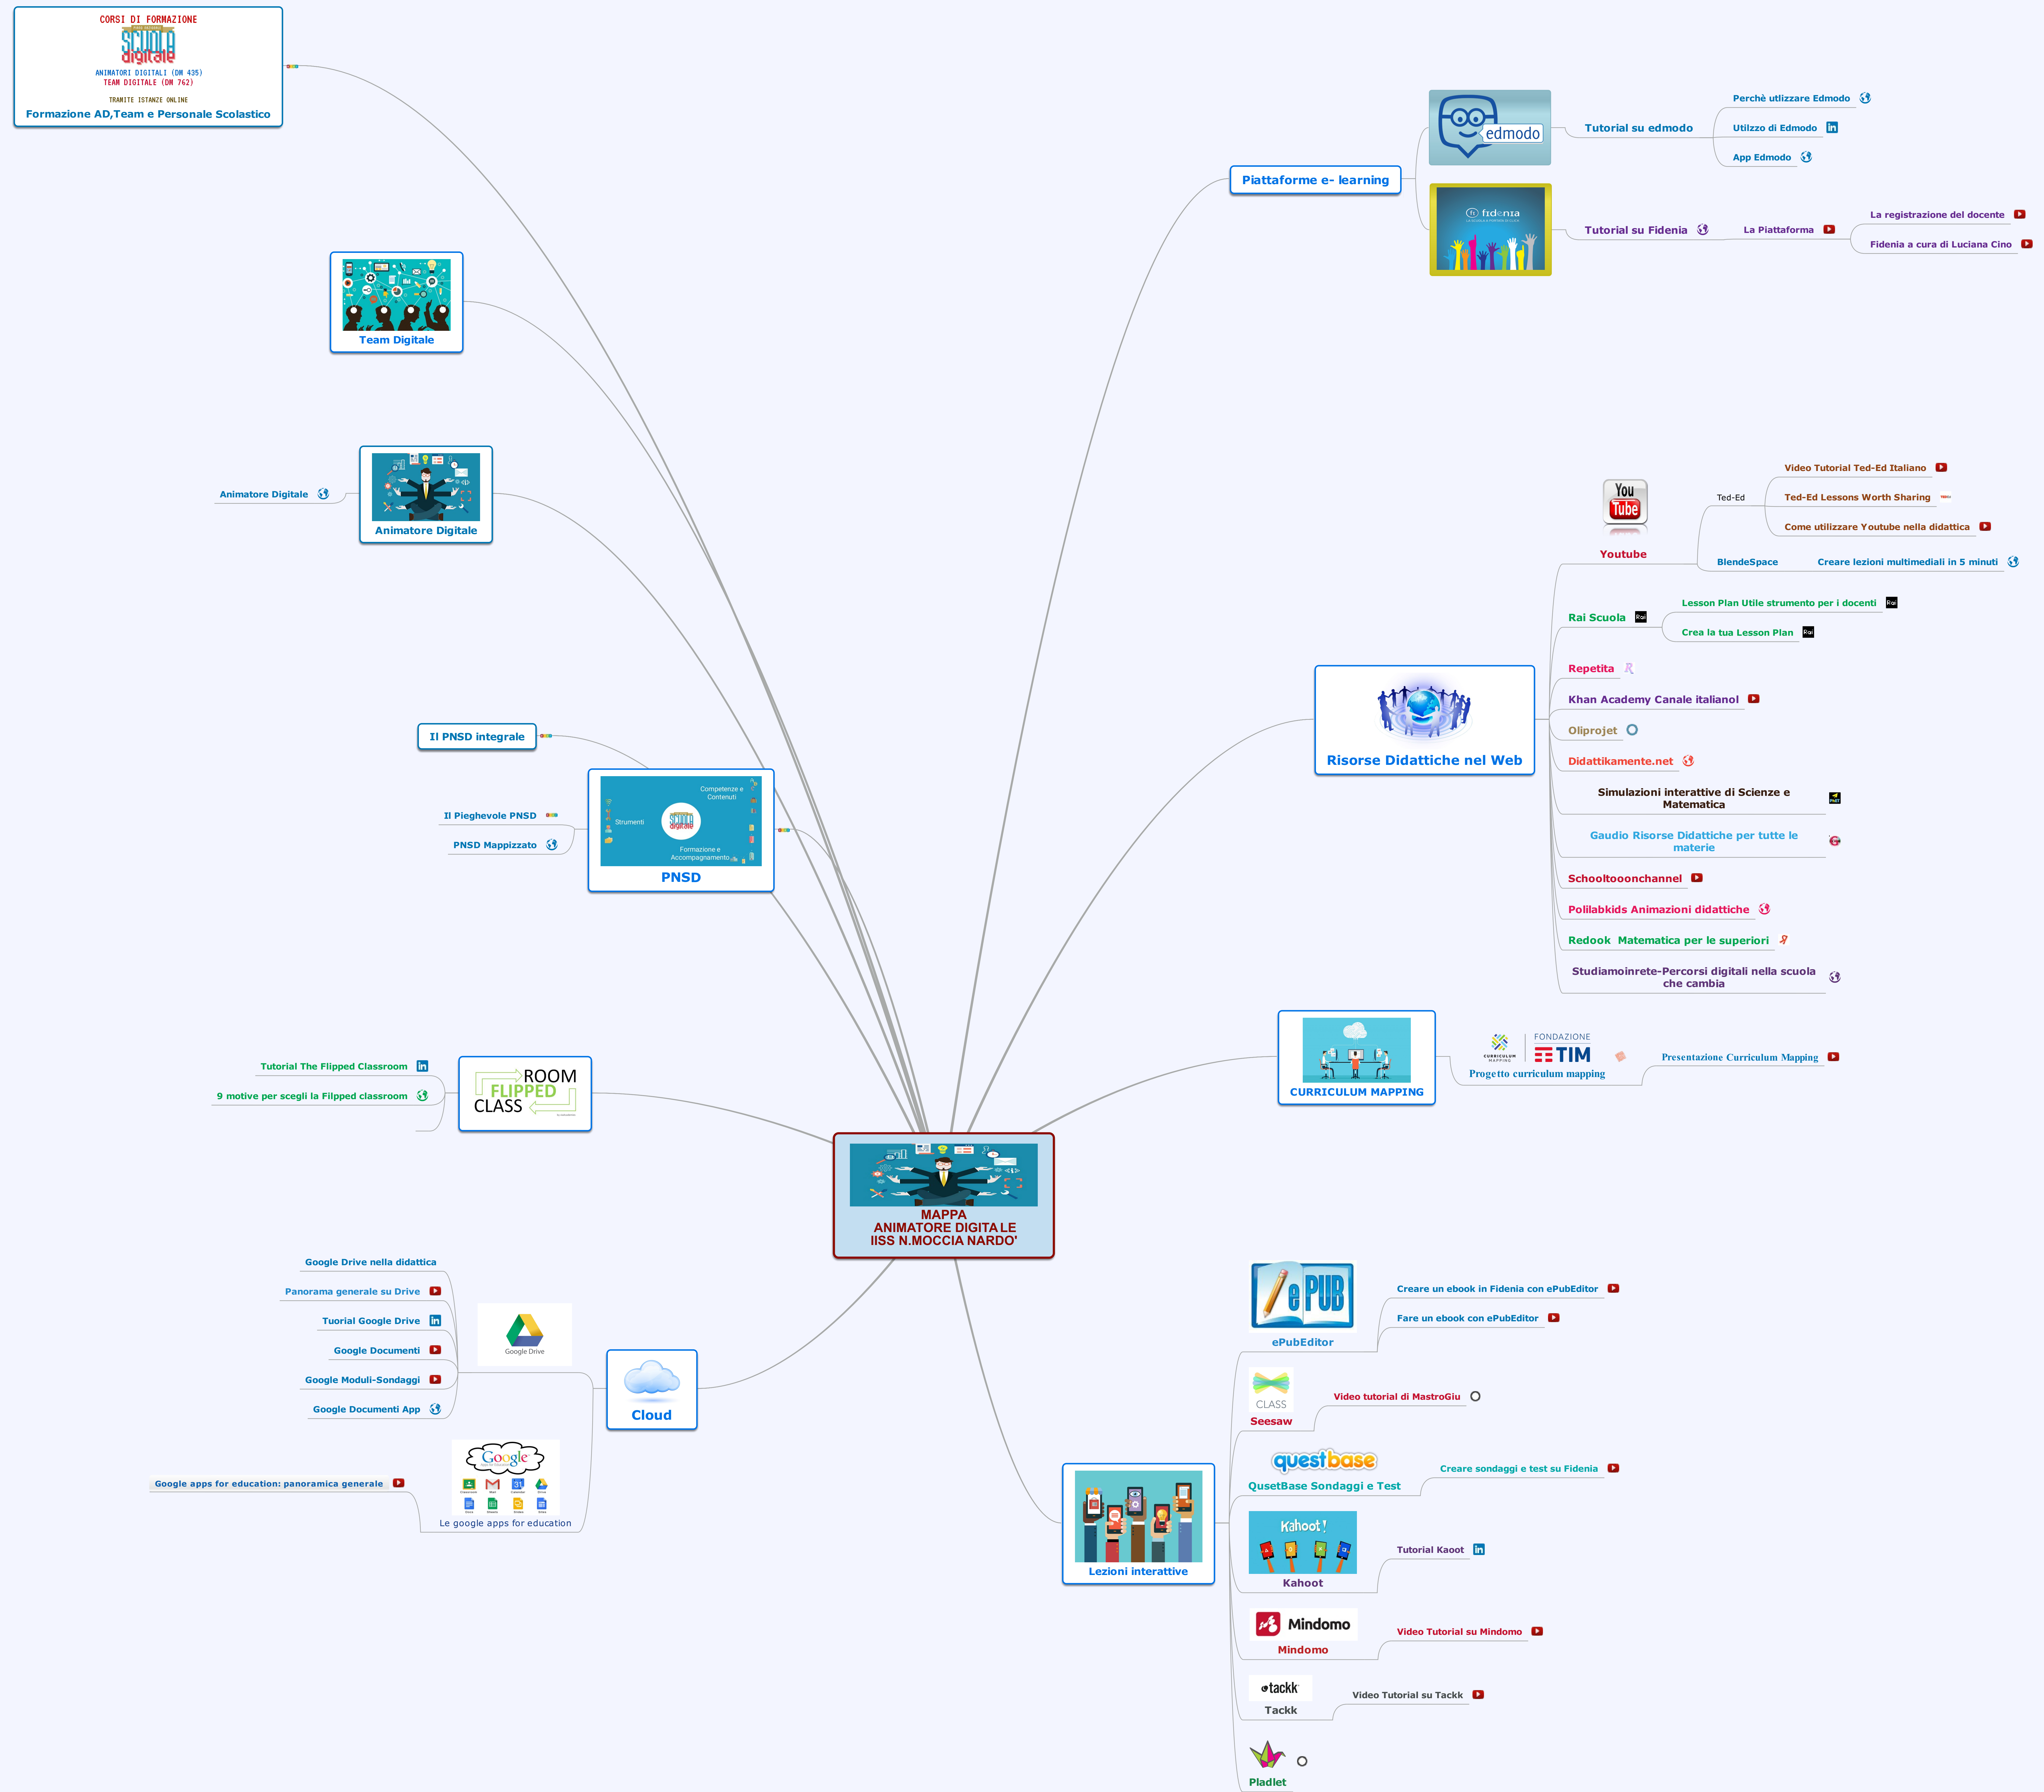 CORSI DI FORMAZIONE
SCUOLA
digitale
ANIMATORI DIGITALI (DM 435)
TEAM DIGITALE (DM 762)
TRAMITE ISTANZE ONLINE
Formazione AD,Team e Personale Scolastico
Team Digitale
Animatore Digitale
Animatore Digitale
Il PNSD integrale
Il Pieghevole PNSD
PNSD Mappizzato
Competenze e
Contenuti
Strumenti
SCUOLA
digitale
Formazione e
Accompagnamento
PNSD
Tutorial The Flipped Classroom
9 motive per scegli la Filpped classroom
ROOM
FLIPPED
CLASS
MAPPA
ANIMATORE DIGITALE
IISS N.MOCCIA NARDO'
Google Drive nella didattica
Panorama generale su Drive
Tuorial Google Drive
Google Documenti
Google Moduli-Sondaggi
Google Documenti App
Google Drive
Cloud
Google apps for education: panoramica generale
Google
31
Le google apps for education
Piattaforme e- learning
edmodo
Tutorial su edmodo
Perchè utlizzare Edmodo
Utilzzo di Edmodo
App Edmodo
fidenia
Tutorial su Fidenia
La Piattaforma
La registrazione del docente
Fidenia a cura di Luciana Cino
Risorse Didattiche nel Web
You
Tube
Youtube
Ted-Ed
Video Tutorial Ted-Ed Italiano
Ted-Ed Lessons Worth Sharing
Come utilizzare Youtube nella didattica
BlendeSpace
Creare lezioni multimediali in 5 minuti
Rai Scuola
Rai
Lesson Plan Utile strumento per i docenti
Rai
Crea la tua Lesson Plan
Rai
Repetita
Khan Academy Canale italianol
Oliprojet
Didattikamente.net
Simulazioni interattive di Scienze e
Matematica
Gaudio Risorse Didattiche per tutte le
materie
Schooltooonchannel
Polilabkids Animazioni didattiche
Redook  Matematica per le superiori
Studiamoinrete-Percorsi digitali nella scuola
che cambia
CURRICULUM MAPPING
CURRICULUM
MAPPING
FONDAZIONE
TIM
Progetto curriculum mapping
Presentazione Curriculum Mapping
Lezioni interattive
ePUB
ePubEditor
Creare un ebook in Fidenia con ePubEditor
Fare un ebook con ePubEditor
CLASS
Seesaw
Video tutorial di MastroGiu
questbase
QusetBase Sondaggi e Test
Creare sondaggi e test su Fidenia
Kahoot!
Kahoot
Tutorial Kaoot
Mindomo
Mindomo
Video Tutorial su Mindomo
tackk
Tackk
Video Tutorial su Tackk
Pladlet